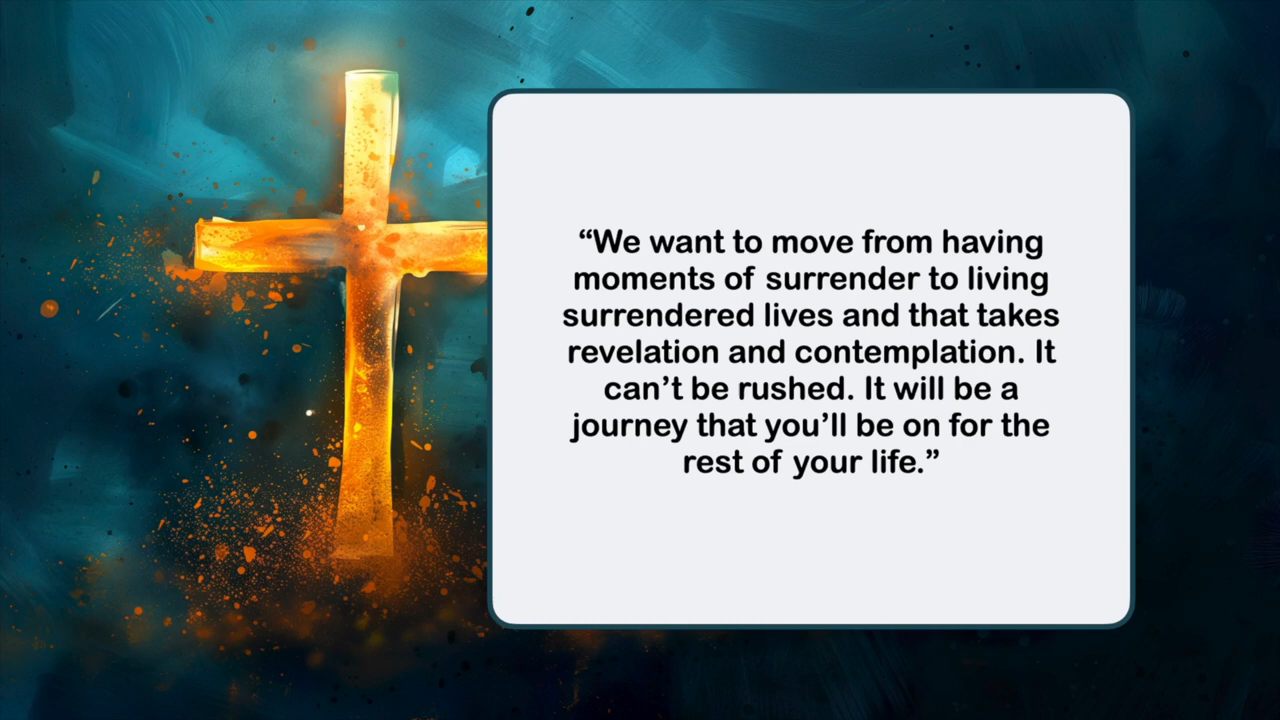 “We want to move from having
moments of surrender to living
surrendered lives and that takes
revelation and contemplation. It
can’t be rushed. It will be a
journey that you’ll be on for the
rest of your life.”